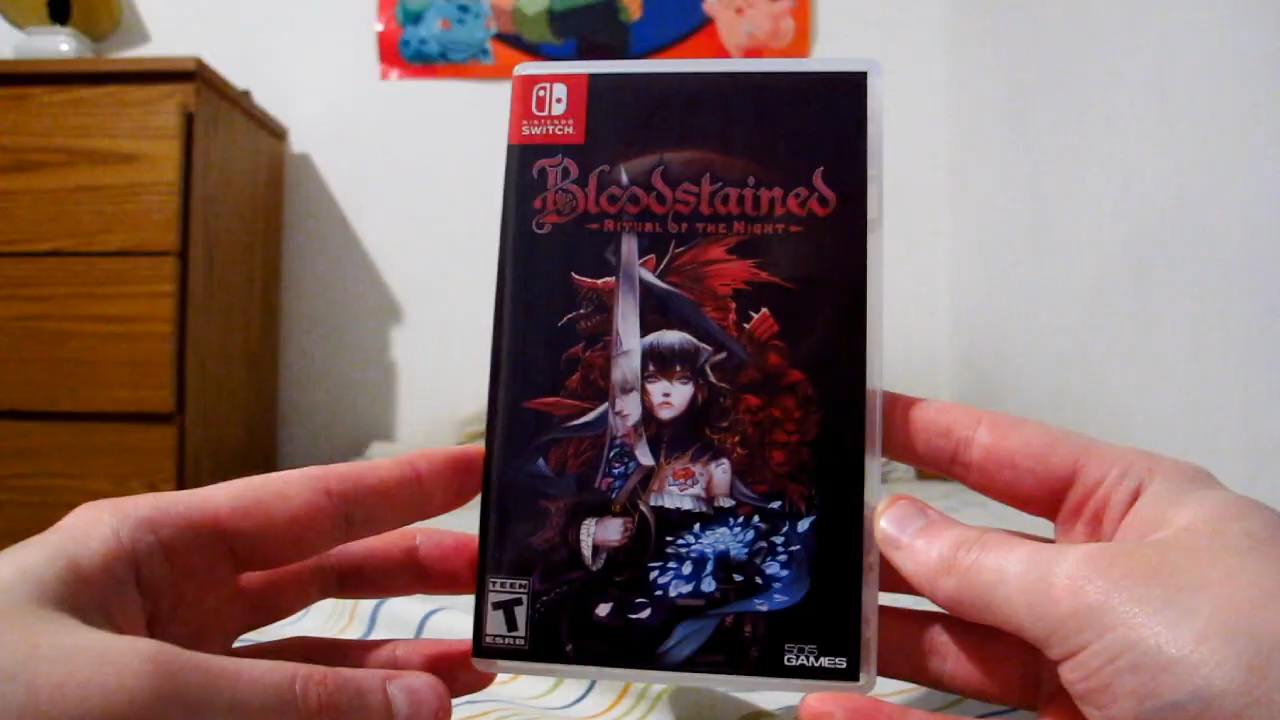 NINTENDO
SWITCH
Bloodstained
RITUAL OF THE NIGHT
TEEN
T
ESRB
505
GAMES